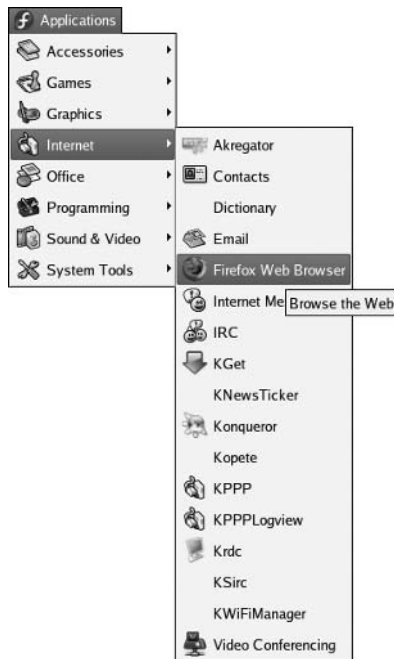 Applications
Accessories
Games
Graphics
Internet
Office
Programming
Sound & Video
System Tools
Akregator
Contacts
Dictionary
Email
Firefox Web Browser
Internet Me
Browse the Web
IRC
KGet
KNewsTicker
Konqueror
Kopete
KPPP
KPPPLogview
Krdc
KSirc
KWiFiManager
Video Conferencing